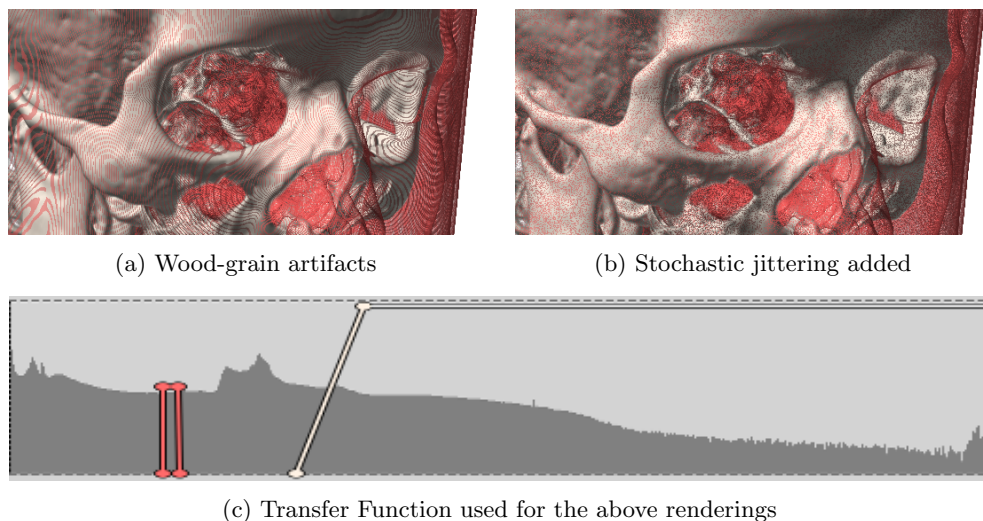 (a) Wood-grain artifacts
(b) Stochastic jittering added
(c) Transfer Function used for the above renderings